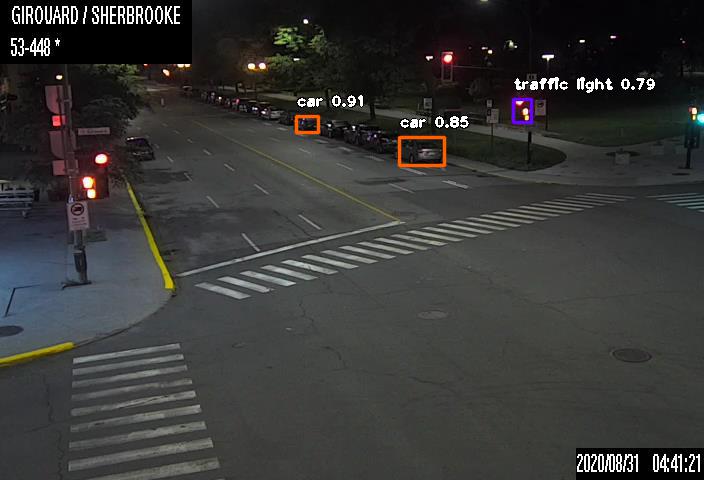 GIROUARD / SHERBROOKE
53-448 *
car 0.91
traffic light 0.79
car 0.85
2020/08/31 04:41:21